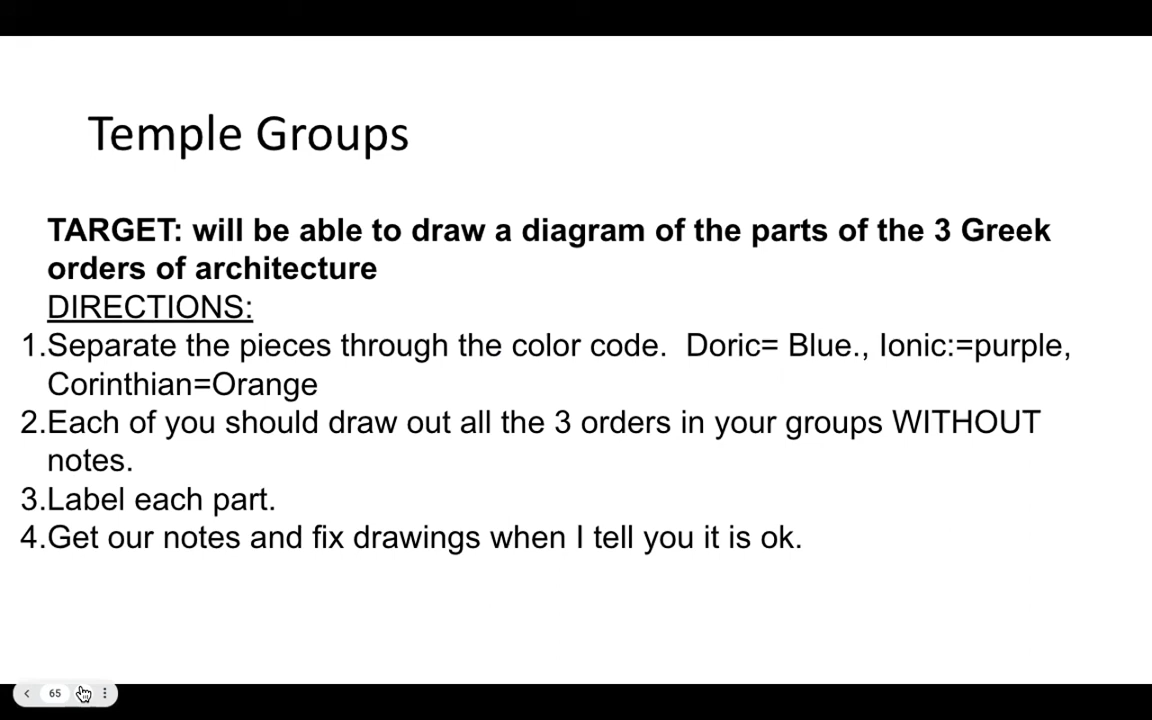 Temple Groups
TARGET: will be able to draw a diagram of the parts of the 3 Greek
orders of architecture
DIRECTIONS:
1.Separate the pieces through the color code.  Doric= Blue., Ionic:=purple,
Corinthian=Orange
2.Each of you should draw out all the 3 orders in your groups WITHOUT
notes.
3.Label each part.
4.Get our notes and fix drawings when I tell you it is ok.
65